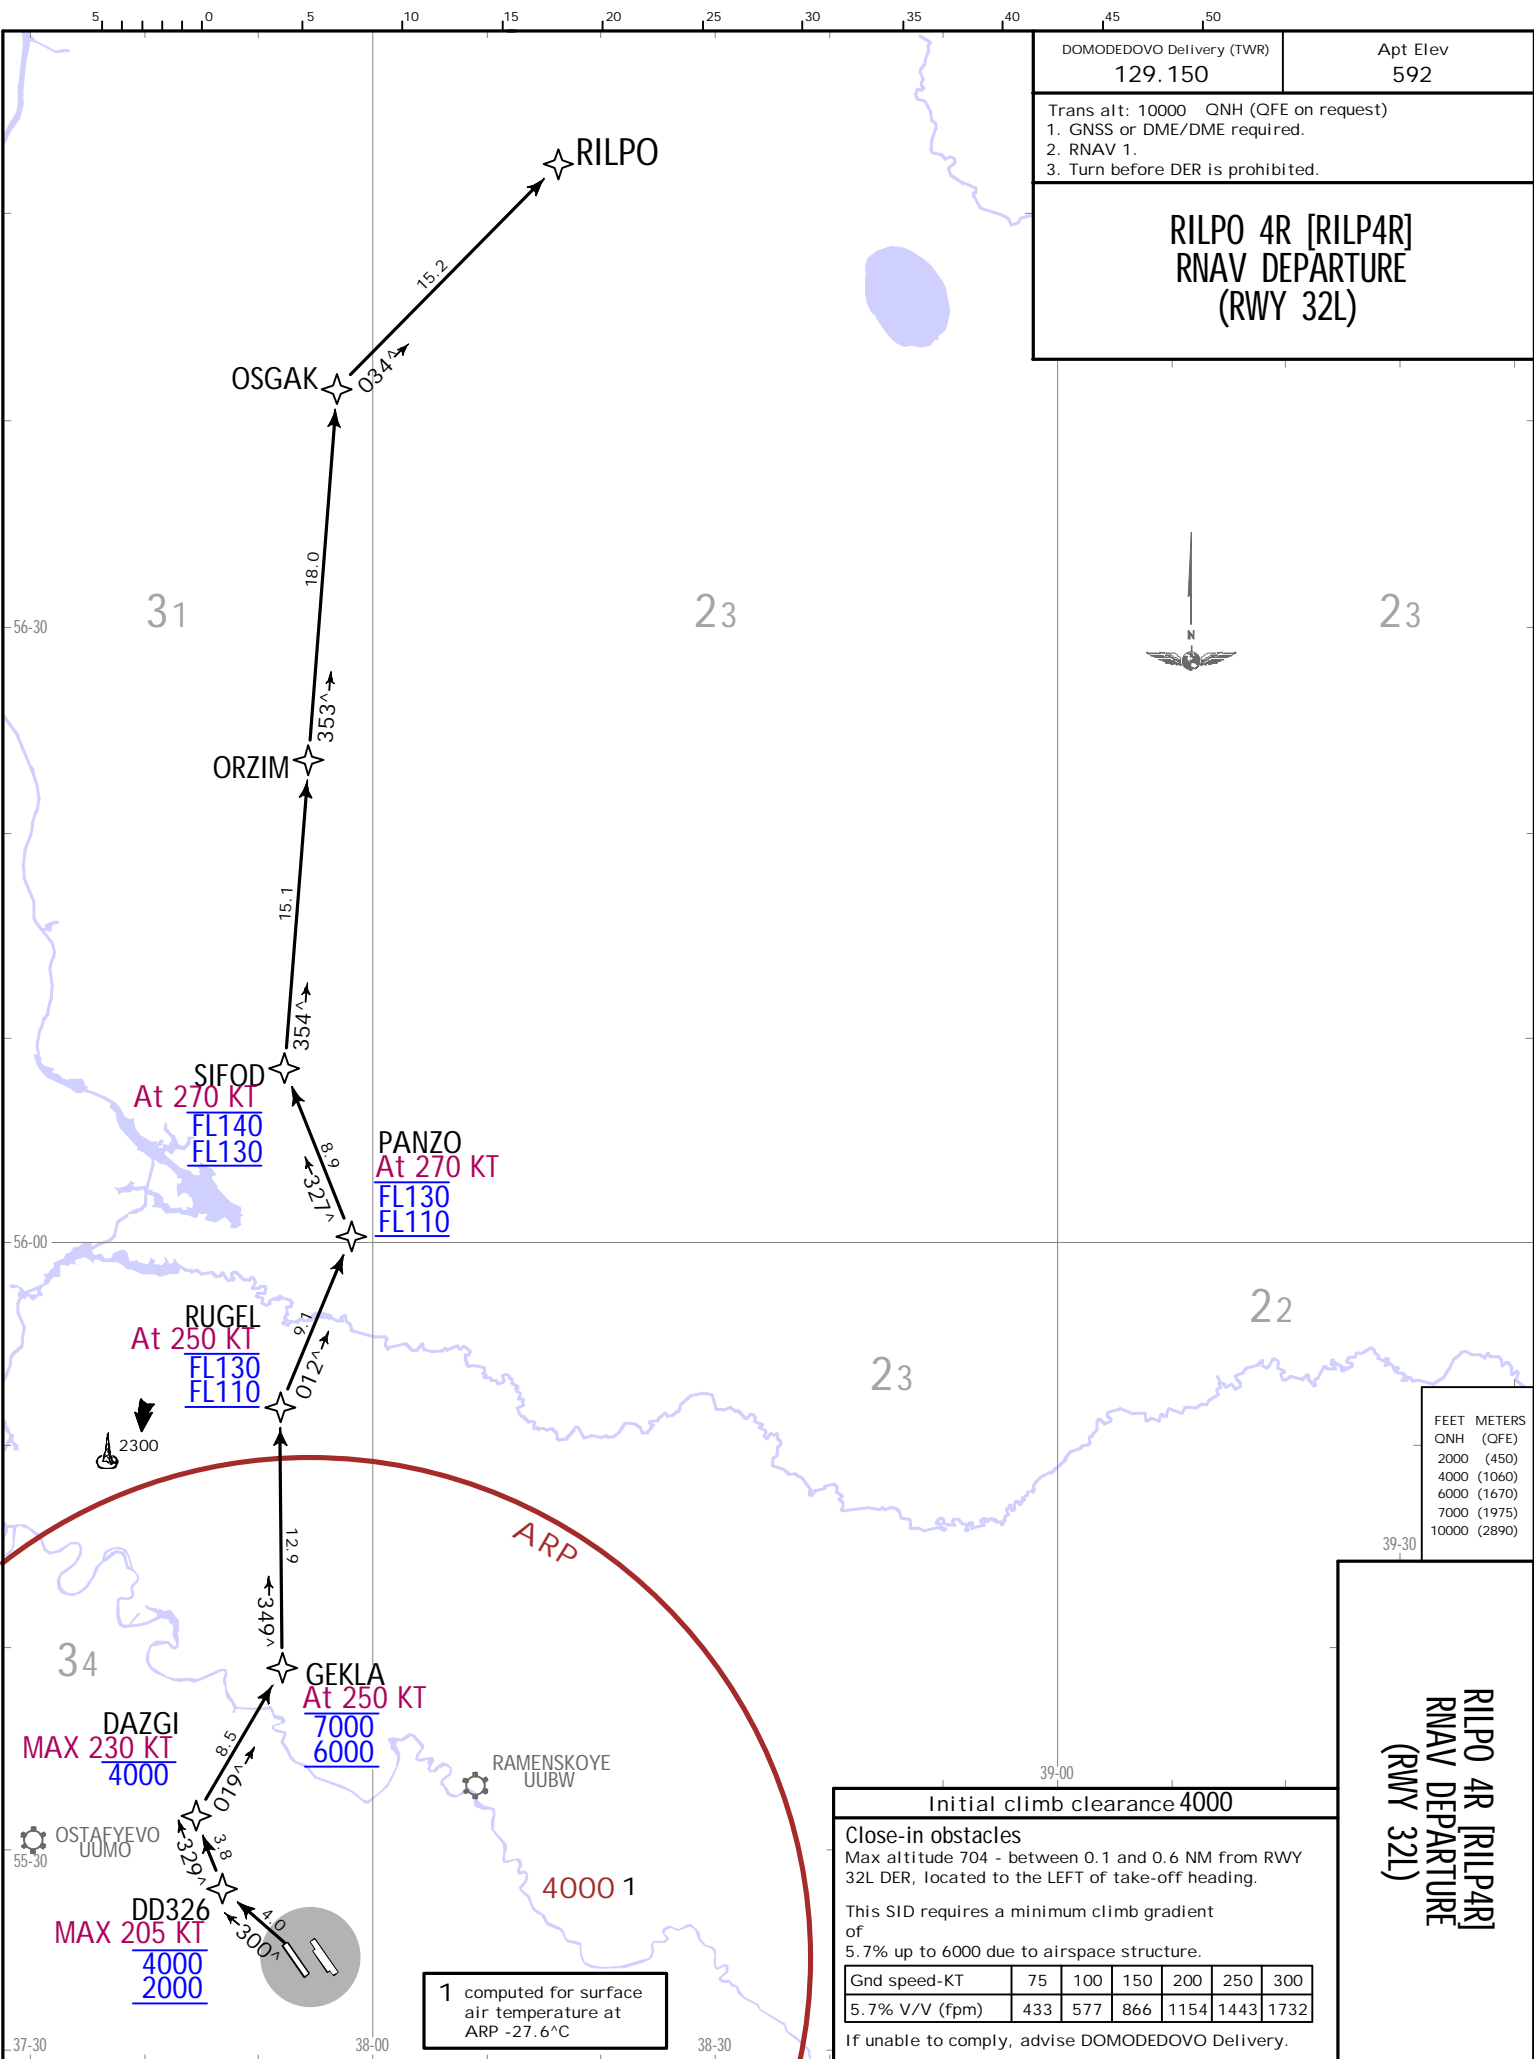 5 0 5 10 15 20 25 30 35 40 45 50
DOMODEDOVO Delivery (TWR)
129.150
Apt Elev
592
Trans alt: 10000 QNH (QFE on request)
1. GNSS or DME/DME required.
2. RNAV 1.
3. Turn before DER is prohibited.
RILPO 4R [RILP4R]
RNAV DEPARTURE
(RWY 32L)
RILPO
15.2
034^
OSGAK
18.0
31
23
23
56-30
N
353^
ORZIM
15.1
354^
SIFOD
At 270 KT
FL140
FL130
8.9
327^
PANZO
At 270 KT
FL130
FL110
56-00
RUGEL
At 250 KT
FL130
FL110
9.1
012^
22
23
2300
FEET METERS
QNH (QFE)
2000 (450)
4000 (1060)
6000 (1670)
7000 (1975)
10000 (2890)
39-30
ARP
12.9
349^
34
GEKLA
At 250 KT
7000
6000
DAZGI
MAX 230 KT
4000
8.5
019^
RAMENSKOYE
UUBW
39-00
OSTAFYEVO
UUMO
55-30
3.8
329^
DD326
MAX 205 KT
4000
2000
4.0
300^
4000 1
1 computed for surface
air temperature at
ARP -27.6^C
37-30
38-00
38-30
Initial climb clearance 4000
Close-in obstacles
Max altitude 704 - between 0.1 and 0.6 NM from RWY
32L DER, located to the LEFT of take-off heading.
This SID requires a minimum climb gradient
of
5.7% up to 6000 due to airspace structure.
Gnd speed-KT 75 100 150 200 250 300
5.7% V/V (fpm) 433 577 866 1154 1443 1732
If unable to comply, advise DOMODEDOVO Delivery.
RILPO 4R [RILP4R]
RNAV DEPARTURE
(RWY 32L)